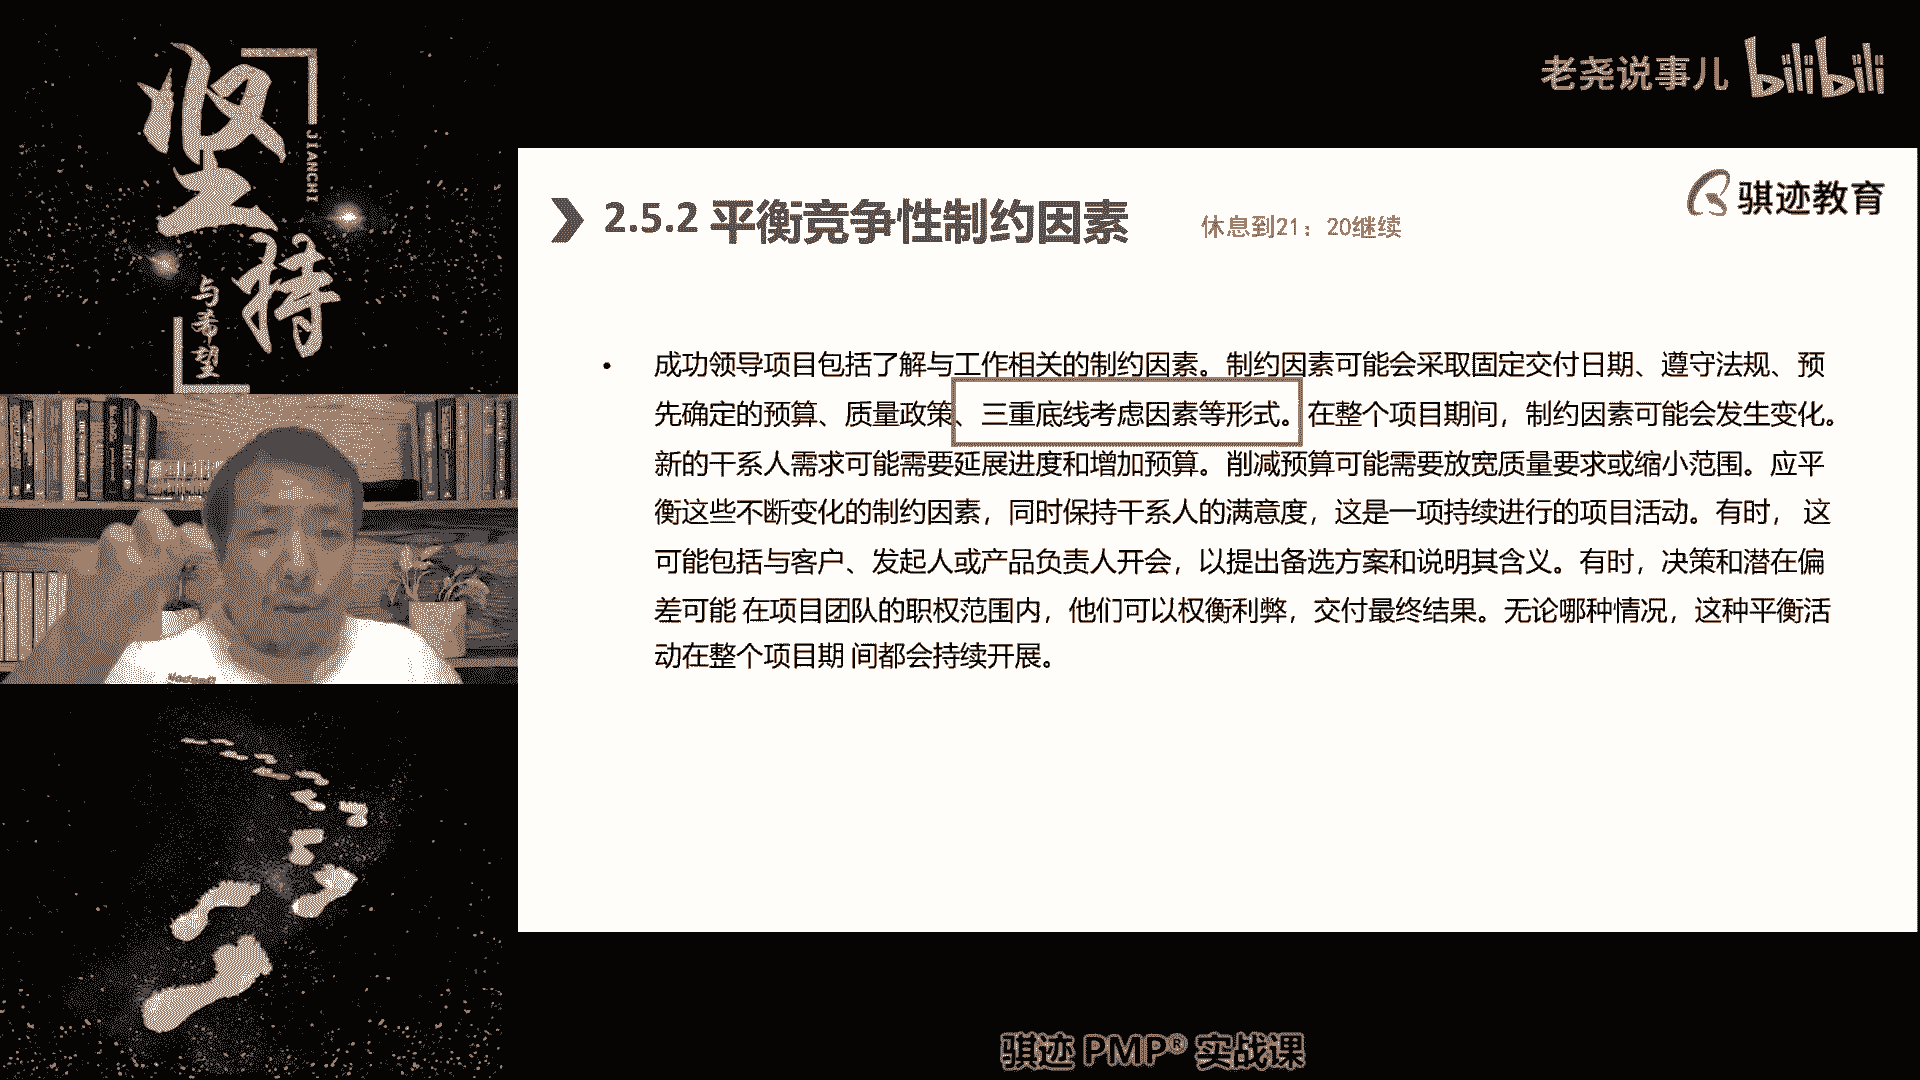 坚持
JIANCHI
与希望
老尧说事儿 bilibili
骐迹教育
2.5.2 平衡竞争性制约因素
休息到21：20继续
• 成功领导项目包括了解与工作相关的制约因素。制约因素可能会采取固定交付日期、遵守法规、预
先确定的预算、质量政策、三重底线考虑因素等形式。在整个项目期间，制约因素可能会发生变化。
新的干系人需求可能需要延展进度和增加预算。削减预算可能需要放宽质量要求或缩小范围。应平
衡这些不断变化的制约因素，同时保持干系人的满意度，这是一项持续进行的项目活动。有时， 这
可能包括与客户、发起人或产品负责人开会，以提出备选方案和说明其含义。有时，决策和潜在偏
差可能 在项目团队的职权范围内，他们可以权衡利弊，交付最终结果。无论哪种情况，这种平衡活
动在整个项目期 间都会持续开展。
骐迹 PMP® 实战课